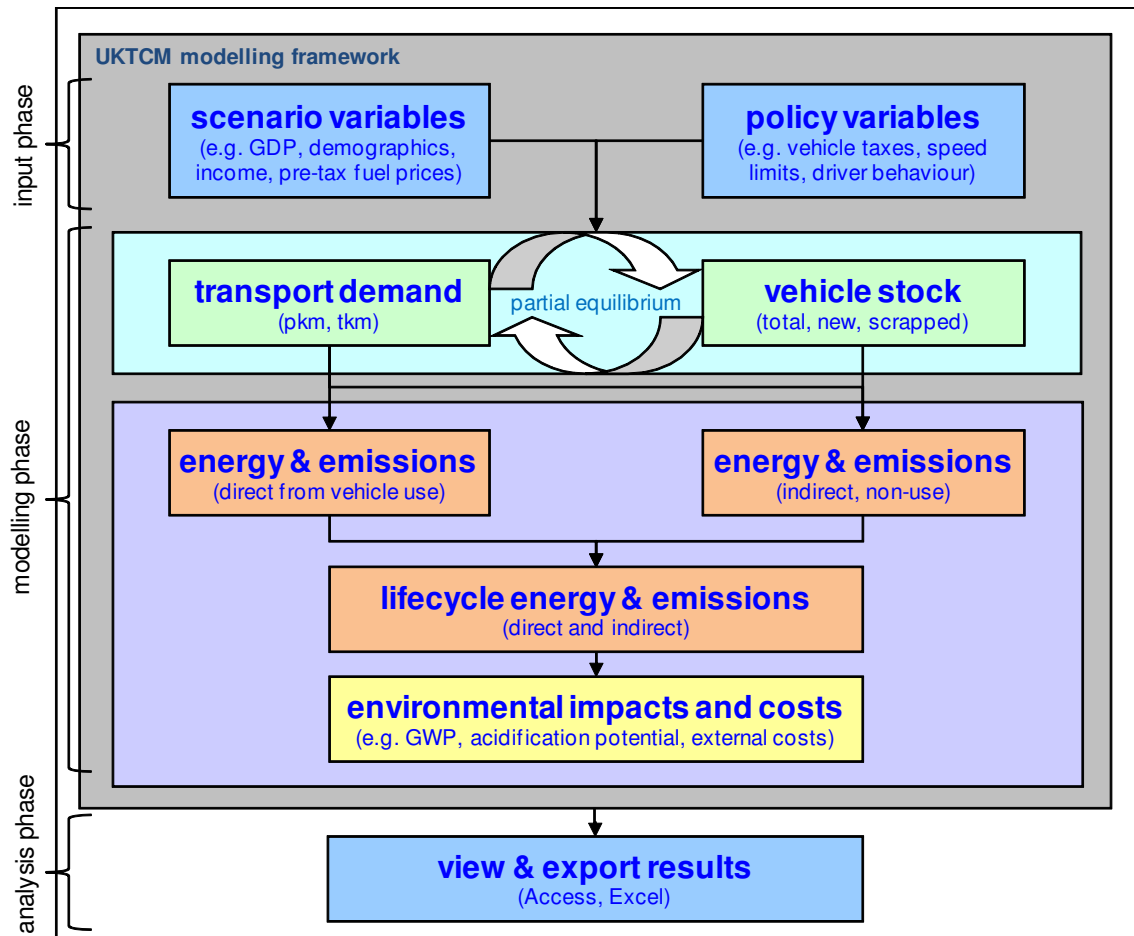 UKTCM modelling framework
input phase
scenario variables
(e.g. GDP, demographics,
income, pre-tax fuel prices)
policy variables
(e.g. vehicle taxes, speed
limits, driver behaviour)
modelling phase
transport demand
(pkm, tkm)
partial equilibrium
vehicle stock
(total, new, scrapped)
energy & emissions
(direct from vehicle use)
energy & emissions
(indirect, non-use)
lifecycle energy & emissions
(direct and indirect)
environmental impacts and costs
(e.g. GWP, acidification potential, external costs)
analysis phase
view & export results
(Access, Excel)